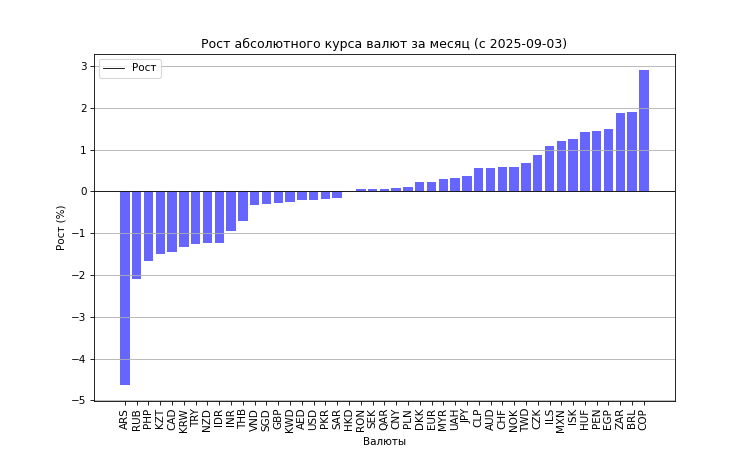 Рост абсолютного курса валют за месяц (с 2025-09-03)
Рост
3
2
1
0
−1
−2
−3
−4
−5
Рост (%)
ARS RUB PHP KZT CAD KRW TRY NZD IDR INR THB VND SGD GBP KWD AED USD PKR SAR HKD RON SEK QAR CNY PLN DKK EUR MYR UAH JPY CLP AUD CHF NOK TWD CZK ILS MXN ISK HUF PEN EGP ZAR BRL COP
Валюты